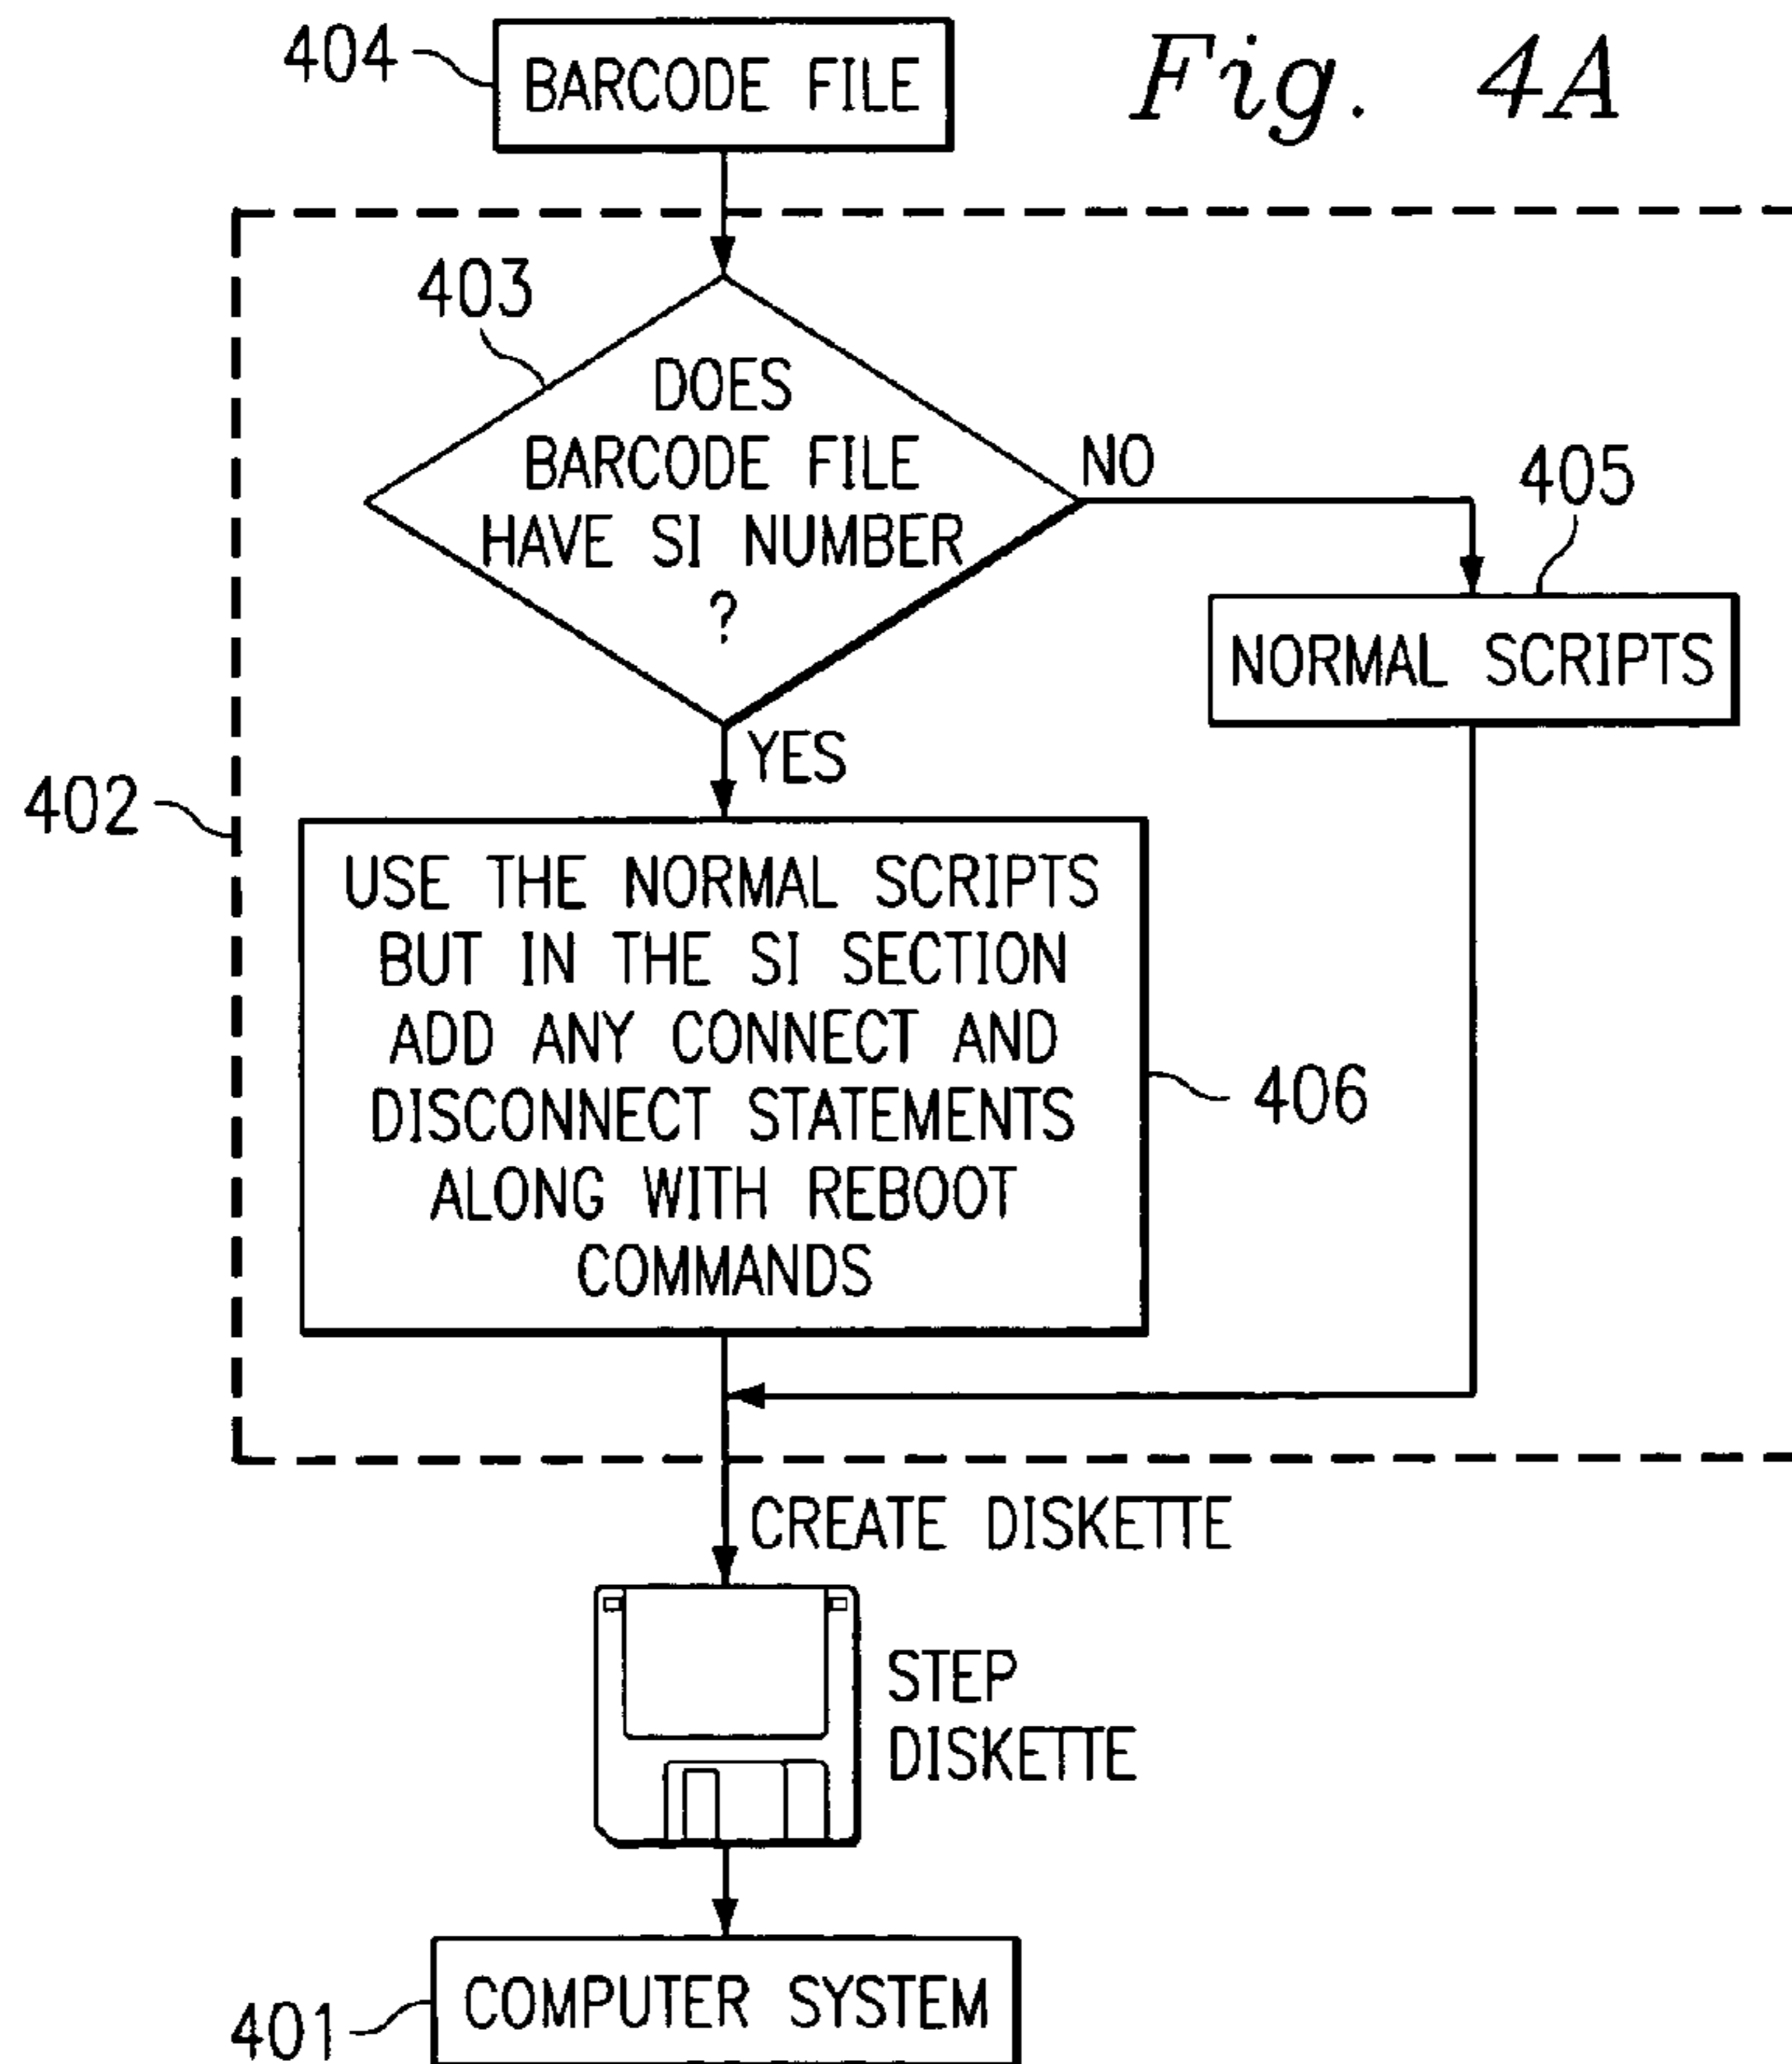 404
BARCODE FILE
Fig. 4A
403
DOES
BARCODE FILE
HAVE SI NUMBER
?
NO
405
NORMAL SCRIPTS
YES
402
USE THE NORMAL SCRIPTS
BUT IN THE SI SECTION
ADD ANY CONNECT AND
DISCONNECT STATEMENTS
ALONG WITH REBOOT
COMMANDS
406
CREATE DISKETTE
STEP
DISKETTE
401
COMPUTER SYSTEM